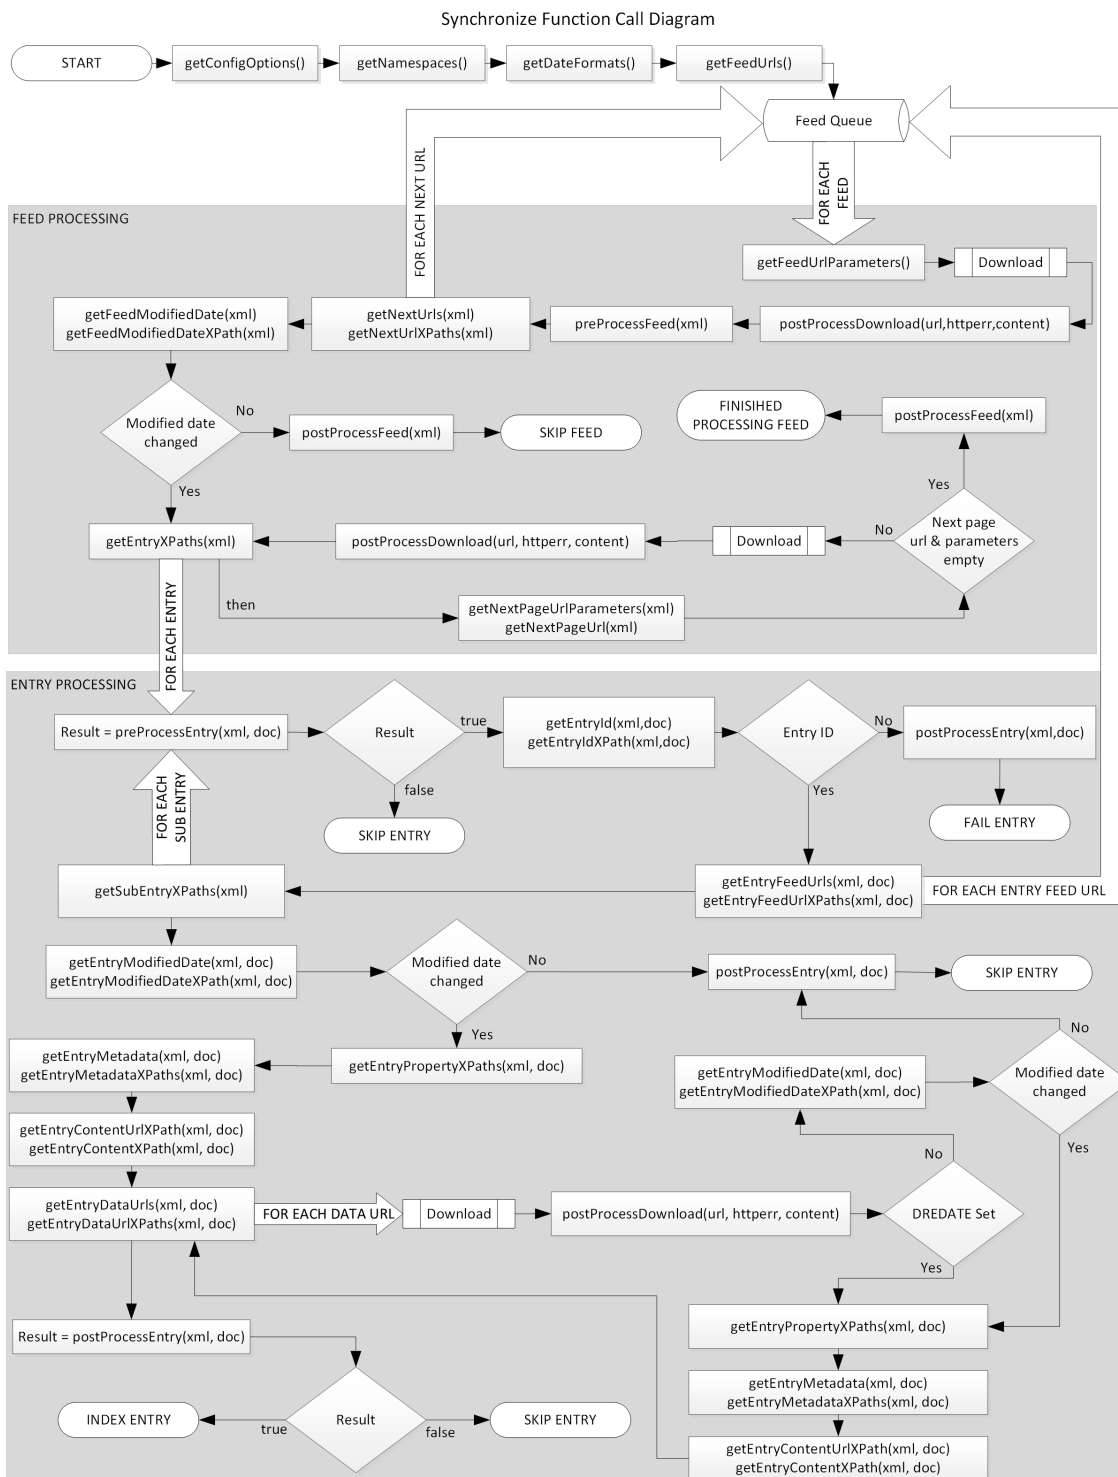 Synchronize Function Call Diagram
START
getConfigOptions()
getNamespaces()
getDateFormats()
getFeedUrls()
Feed Queue
FOR EACH NEXT URL
FOR EACH
FEED
FEED PROCESSING
getFeedUrlParameters()
Download
getFeedModifiedDate(xml)
getFeedModifiedDateXPath(xml)
getNextUrls(xml)
getNextUrlXPaths(xml)
preProcessFeed(xml)
postProcessDownload(url,httperr,content)
Modified date
changed
No
postProcessFeed(xml)
SKIP FEED
FINISIHED
PROCESSING FEED
postProcessFeed(xml)
Yes
Yes
getEntryXPaths(xml)
postProcessDownload(url, httperr, content)
Download
No
Next page
url & parameters
empty
then
getNextPageUrlParameters(xml)
getNextPageUrl(xml)
FOR EACH ENTRY
ENTRY PROCESSING
Result = preProcessEntry(xml, doc)
Result
true
getEntryId(xml,doc)
getEntryIdXPath(xml,doc)
Entry ID
No
postProcessEntry(xml,doc)
false
Yes
FOR EACH
SUB ENTRY
SKIP ENTRY
FAIL ENTRY
getSubEntryXPaths(xml)
getEntryFeedUrls(xml, doc)
getEntryFeedUrlXPaths(xml, doc)
FOR EACH ENTRY FEED URL
getEntryModifiedDate(xml, doc)
getEntryModifiedDateXPath(xml, doc)
Modified date
changed
No
postProcessEntry(xml, doc)
SKIP ENTRY
Yes
No
getEntryMetadata(xml, doc)
getEntryMetadataXPaths(xml, doc)
getEntryPropertyXPaths(xml, doc)
getEntryModifiedDate(xml, doc)
getEntryModifiedDateXPath(xml, doc)
Modified date
changed
getEntryContentUrlXPath(xml, doc)
getEntryContentXPath(xml, doc)
No
Yes
getEntryDataUrls(xml, doc)
getEntryDataUrlXPaths(xml, doc)
FOR EACH DATA URL
Download
postProcessDownload(url, httperr, content)
DREDATE Set
Yes
Result = postProcessEntry(xml, doc)
getEntryPropertyXPaths(xml, doc)
getEntryMetadata(xml, doc)
getEntryMetadataXPaths(xml, doc)
INDEX ENTRY
true
Result
false
SKIP ENTRY
getEntryContentUrlXPath(xml, doc)
getEntryContentXPath(xml, doc)